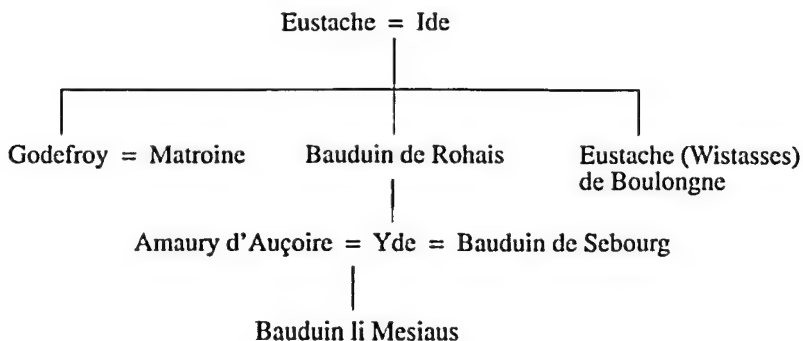 Eustache = Ide
Godefroy = Matroine Bauduin de Rohais Eustache (Wistasses)
de Boulongne
Amaury d'Auçoire = Yde = Bauduin de Sebourg
Bauduin li Mesiaus